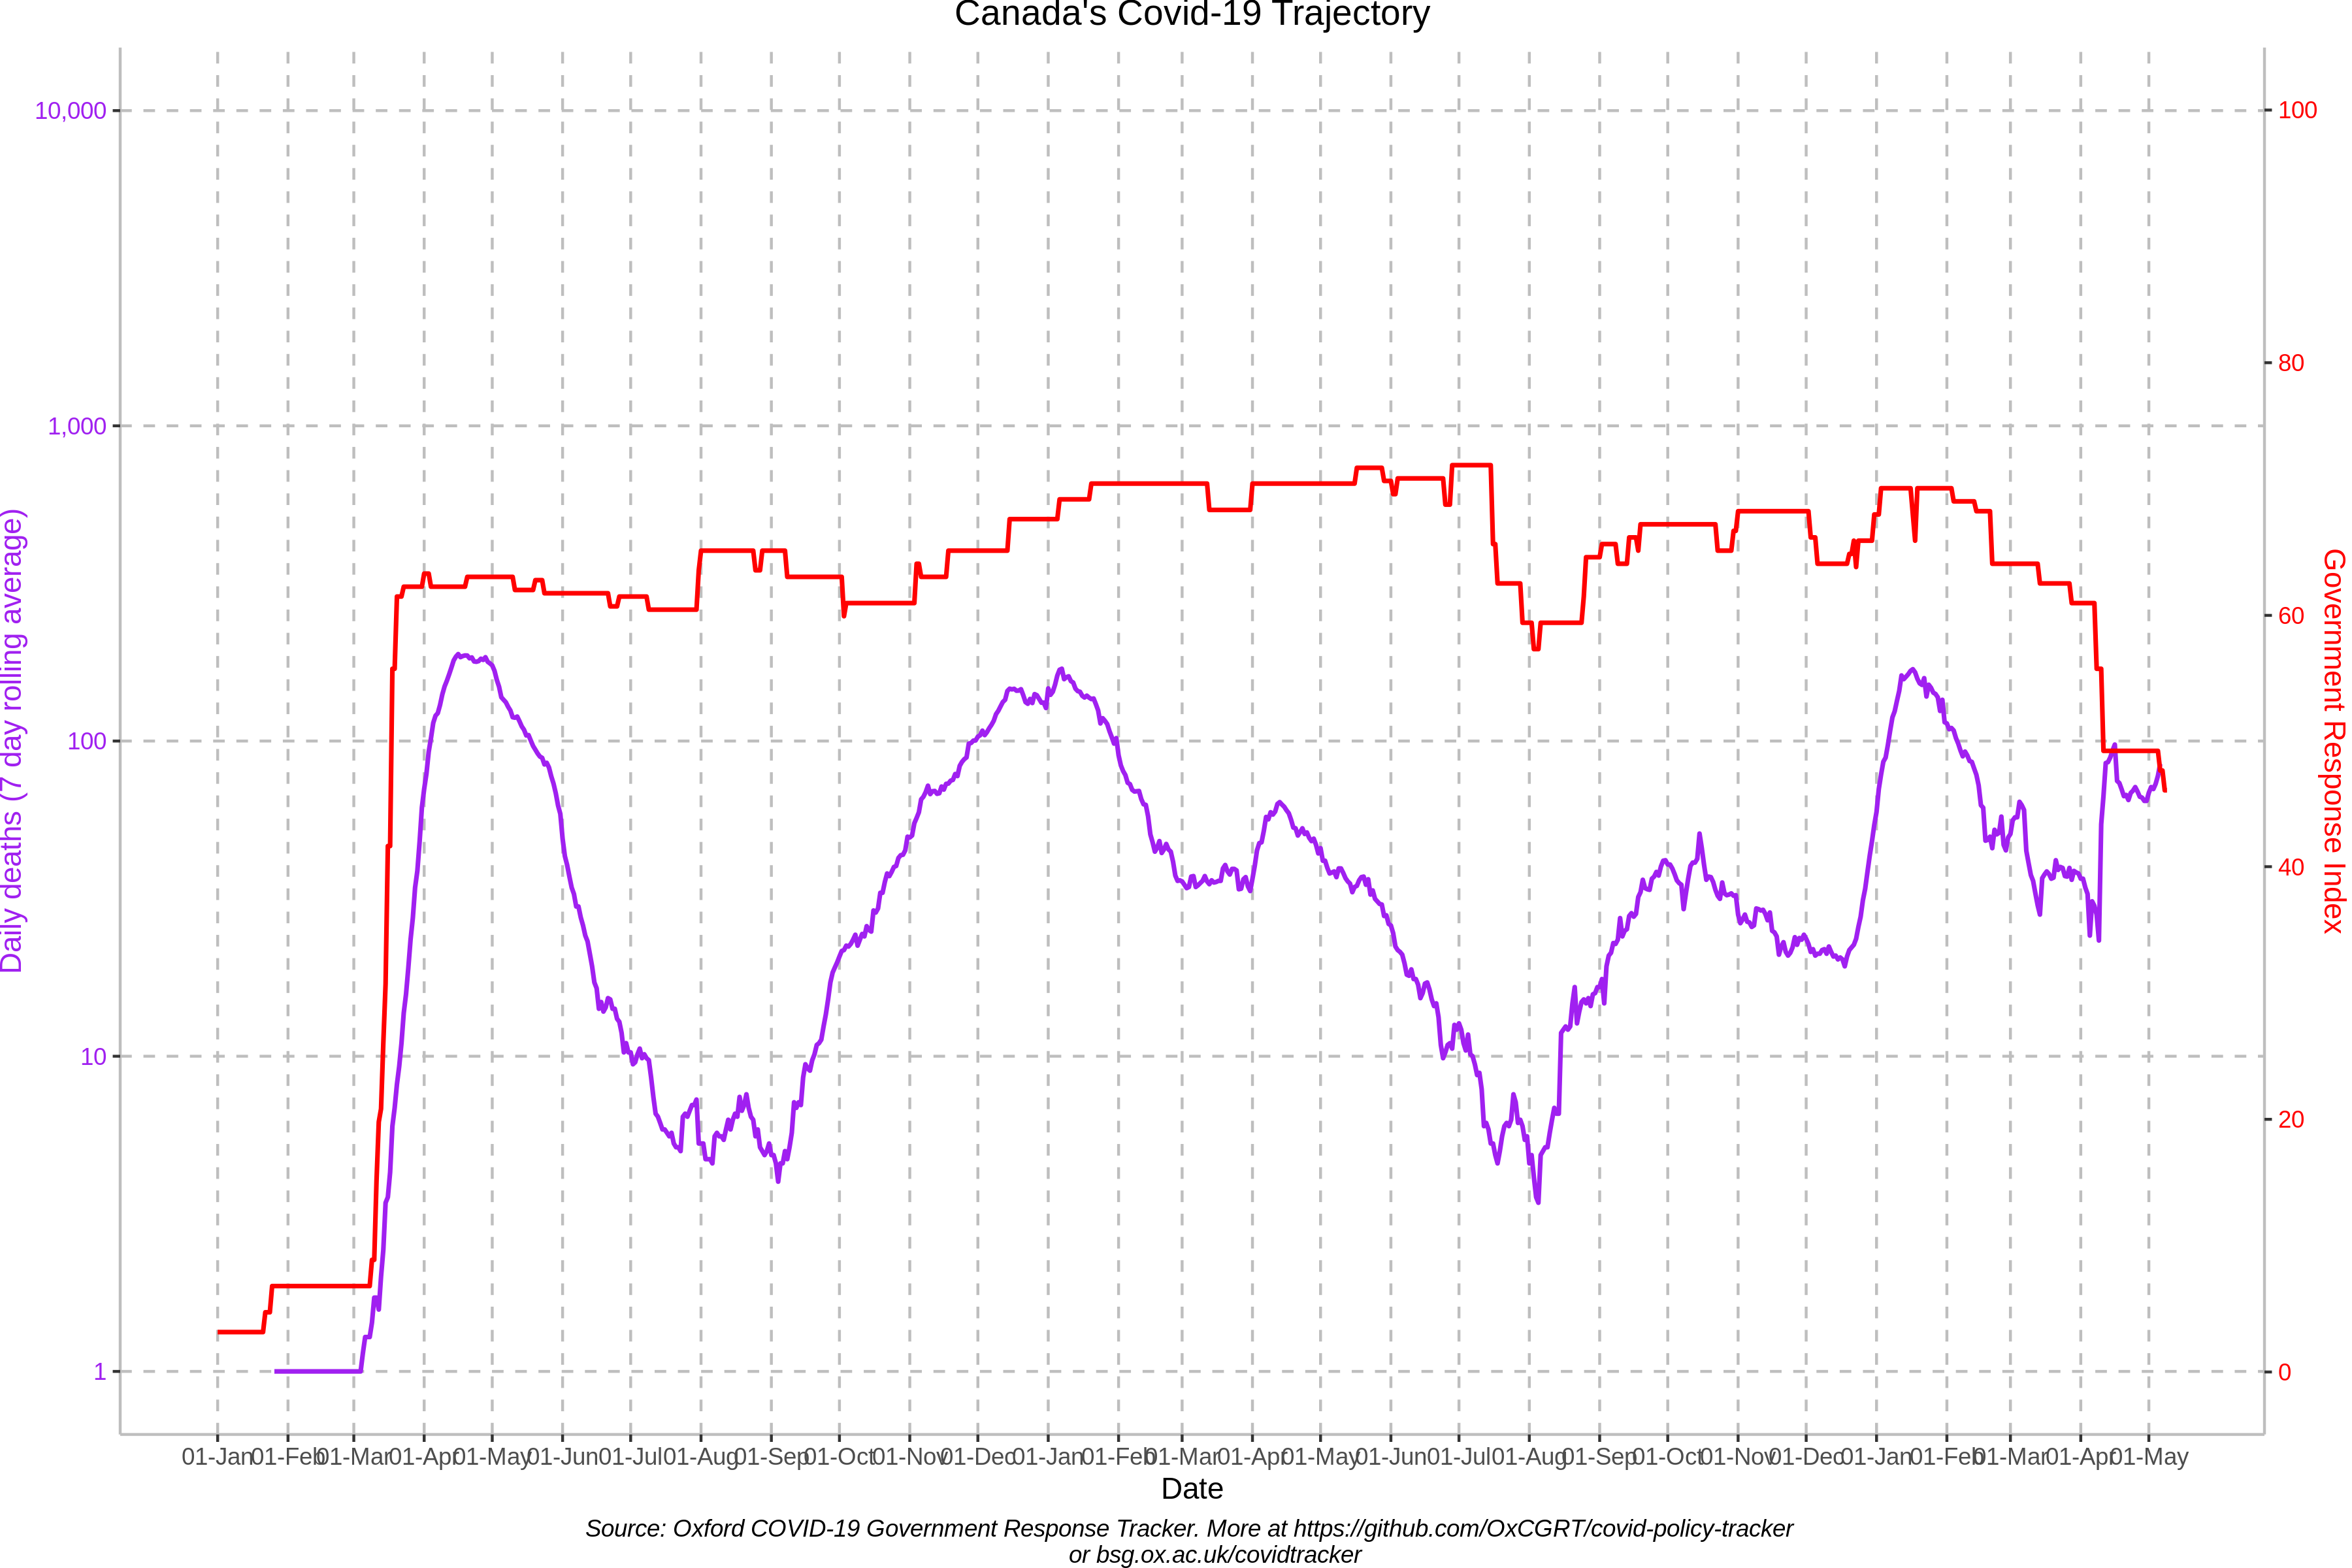 Canada's Covid-19 Trajectory
10,000
1,000
100
10
1
Daily deaths (7 day rolling average)
100
80
60
40
20
0
Government Response Index
01-Jan 01-Feb 01-Mar 01-Apr 01-May 01-Jun 01-Jul 01-Aug 01-Sep 01-Oct 01-Nov 01-Dec 01-Jan 01-Feb 01-Mar 01-Apr 01-May 01-Jun 01-Jul 01-Aug 01-Sep 01-Oct 01-Nov 01-Dec 01-Jan 01-Feb 01-Mar 01-Apr 01-May
Date
Source: Oxford COVID-19 Government Response Tracker. More at https://github.com/OxCGRT/covid-policy-tracker
or bsg.ox.ac.uk/covidtracker